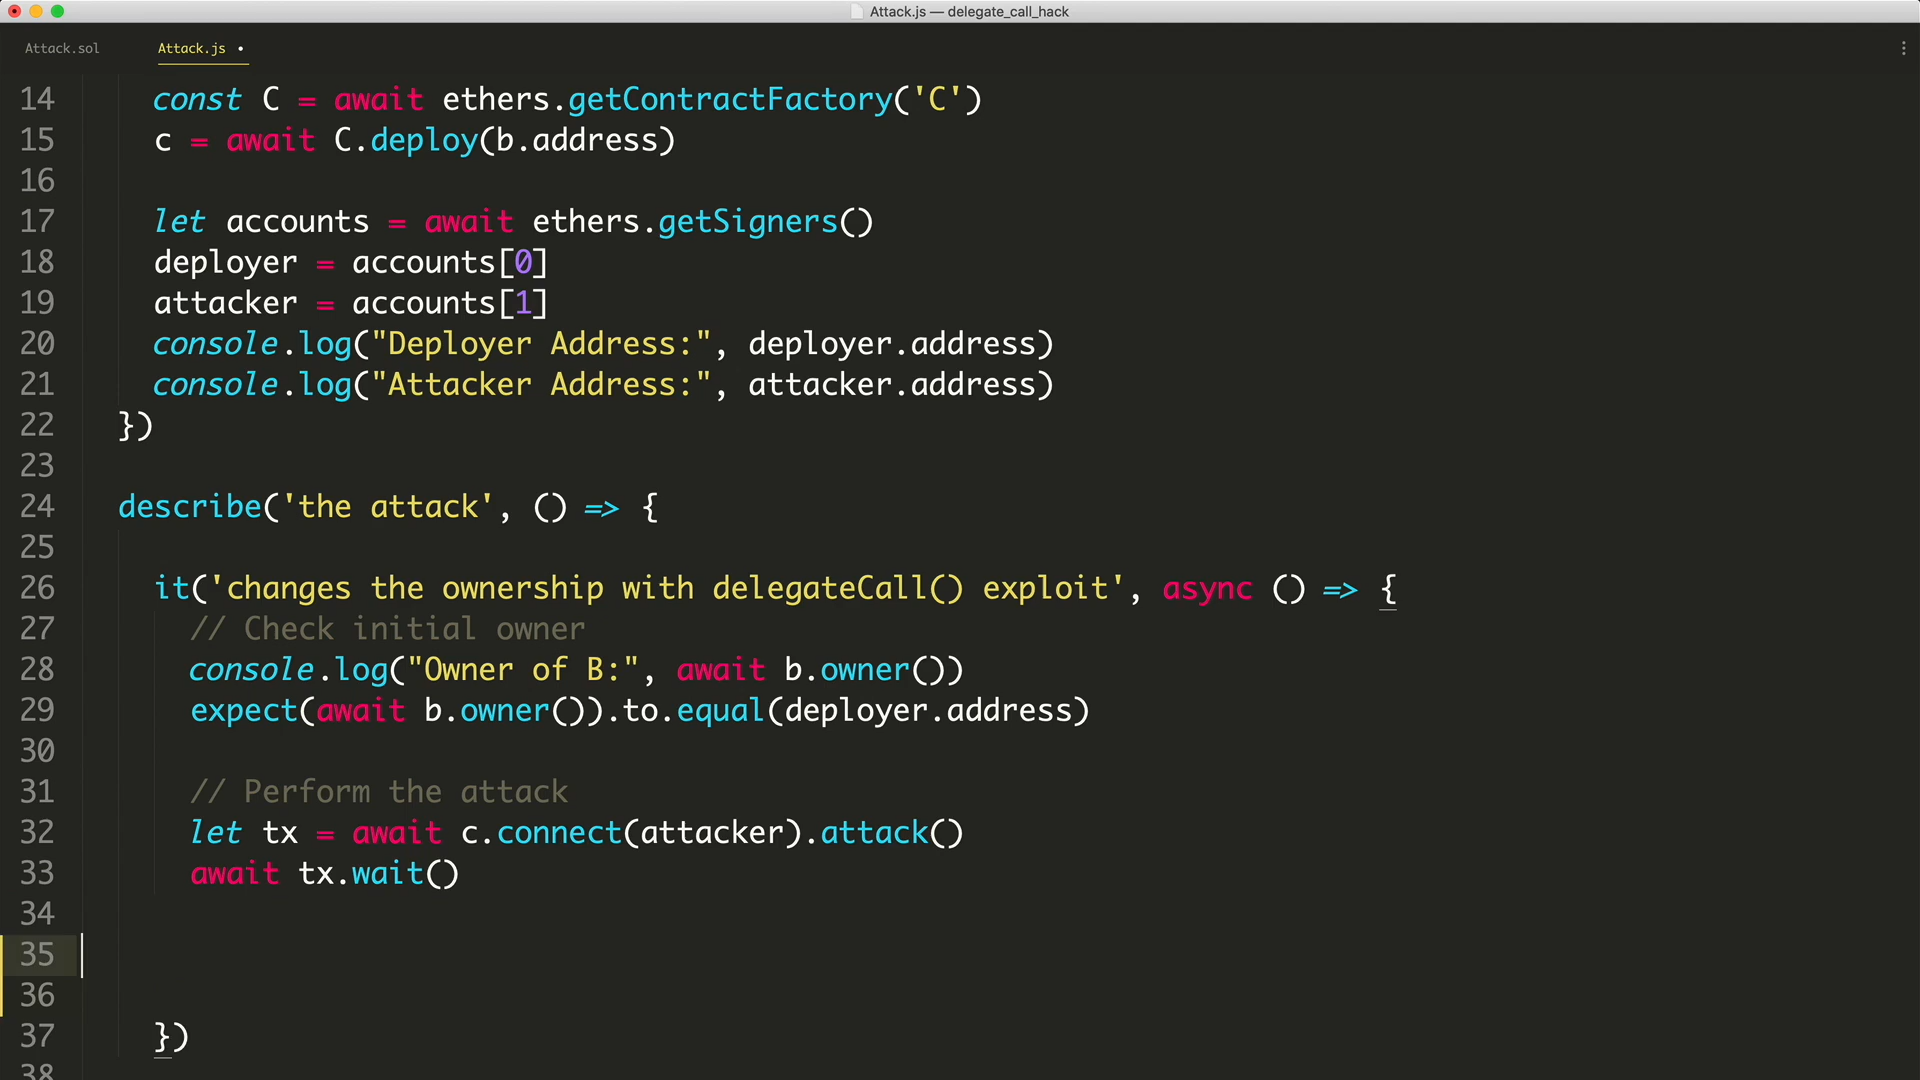 Attack.js — delegate_call_hack
Attack.sol
Attack.js •
14 const C = await ethers.getContractFactory('C')
15 c = await C.deploy(b.address)
16
17 let accounts = await ethers.getSigners()
18 deployer = accounts[0]
19 attacker = accounts[1]
20 console.log("Deployer Address:", deployer.address)
21 console.log("Attacker Address:", attacker.address)
22 })
23
24 describe('the attack', () => {
25
26 it('changes the ownership with delegateCall() exploit', async () => {
27 // Check initial owner
28 console.log("Owner of B:", await b.owner())
29 expect(await b.owner()).to.equal(deployer.address)
30
31 // Perform the attack
32 let tx = await c.connect(attacker).attack()
33 await tx.wait()
34
35
36
37 })
38